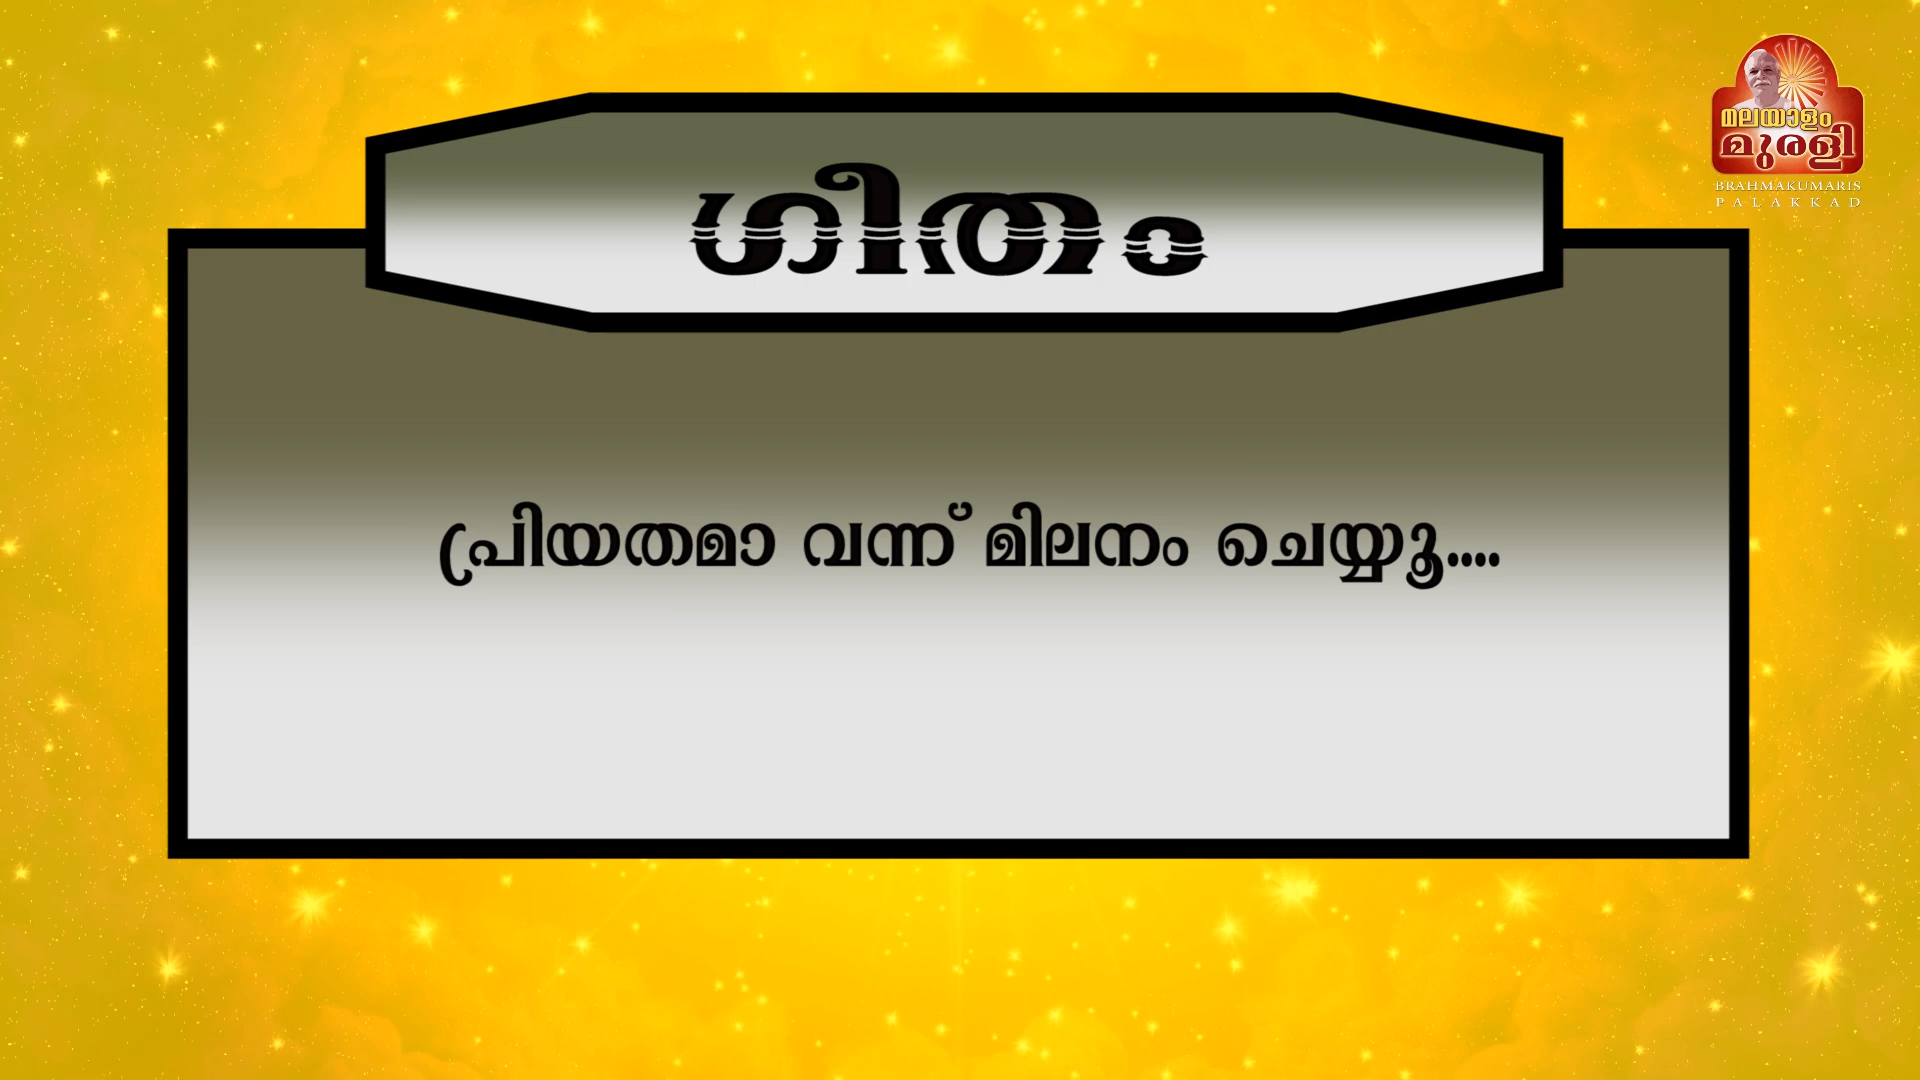 ഗീതം
പ്രിയതമാ വന്ന് മിലനം ചെയ്യൂ....
മലയാളം
മുരളി
BRAHMAKUMARIS
PALAKKAD